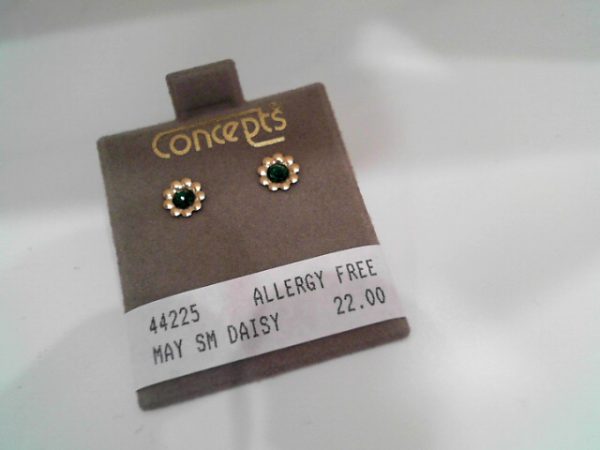 Concepts
44225 ALLERGY FREE
MAY SM DAISY 22.00